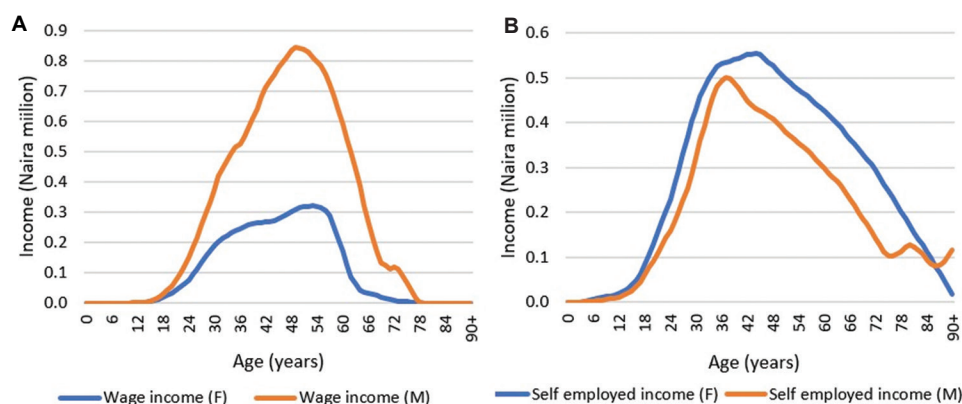 A
0.9
0.8
0.7
0.6
0.5
0.4
0.3
0.2
0.1
0.0
Income (Naira miilion)
0 6 12 18 24 30 36 42 48 54 60 66 72 78 84 90+
Age (years)
Wage income (F) Wage income (M)
B
0.6
0.5
0.4
0.3
0.2
0.1
0.0
Income (Naira million)
0 6 12 18 24 30 36 42 48 54 60 66 72 78 84 90+
Age (years)
Self employed income (F) Self employed income (M)